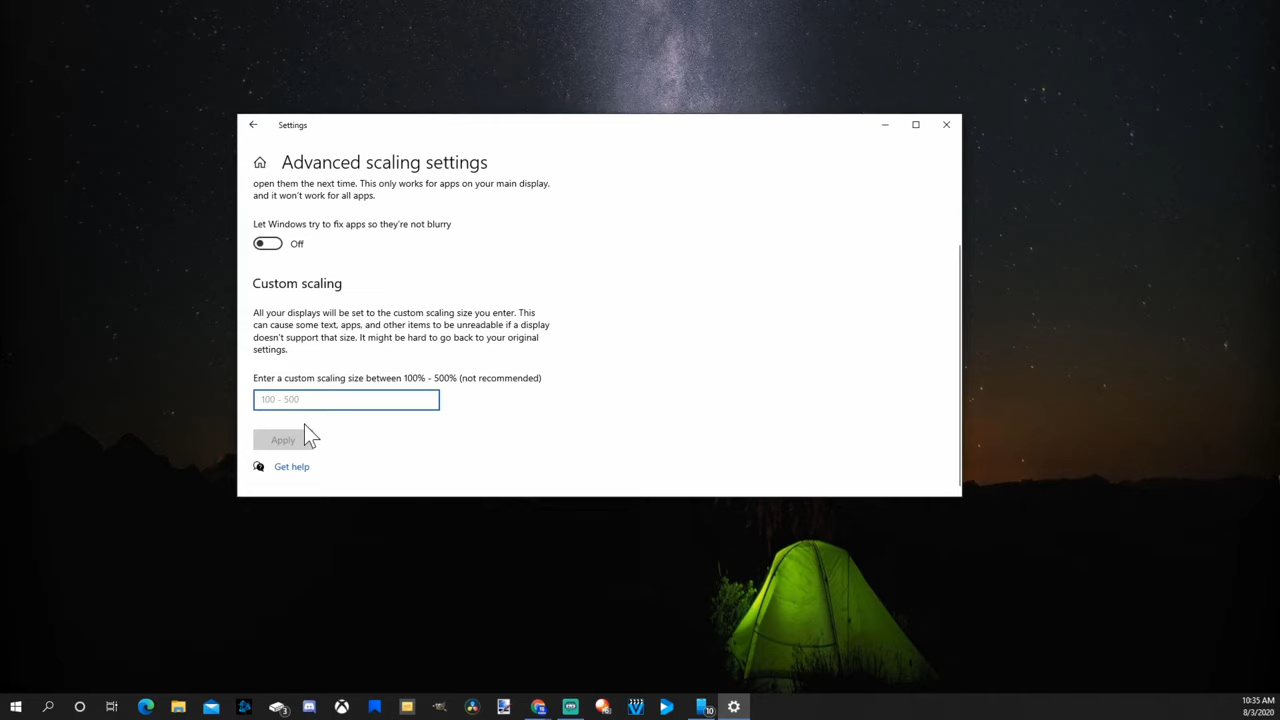 Settings
Advanced scaling settings
open them the next time. This only works for apps on your main display,
and it won't work for all apps.
Let Windows try to fix apps so they're not blurry
Off
Custom scaling
All your displays will be set to the custom scaling size you enter. This
can cause some text, apps, and other items to be unreadable if a display
doesn't support that size. It might be hard to go back to your original
settings.
Enter a custom scaling size between 100% - 500% (not recommended)
100 - 500
Apply
Get help
3
10
10:35 AM
8/3/2020